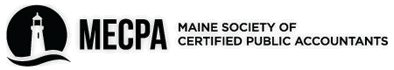 MECPA
MAINE SOCIETY OF
CERTIFIED PUBLIC ACCOUNTANTS